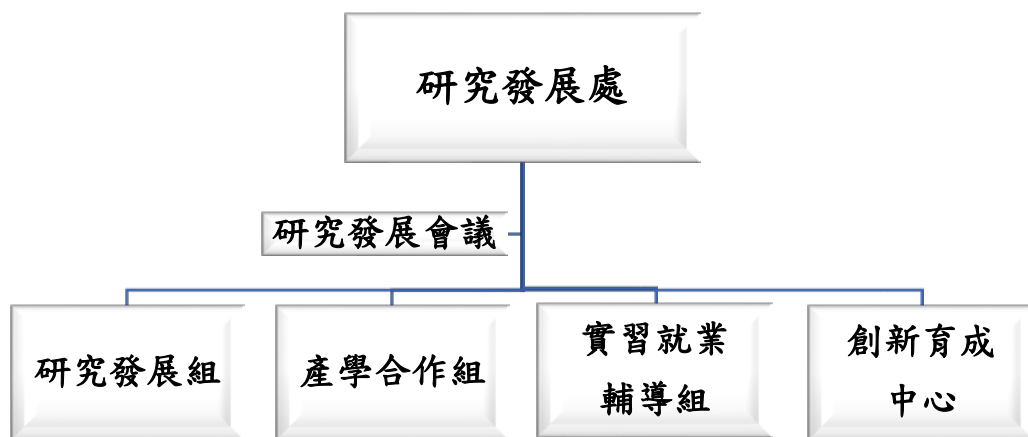 研究發展處
研究發展會議
研究發展組
產學合作組
實習就業
輔導組
創新育成
中心